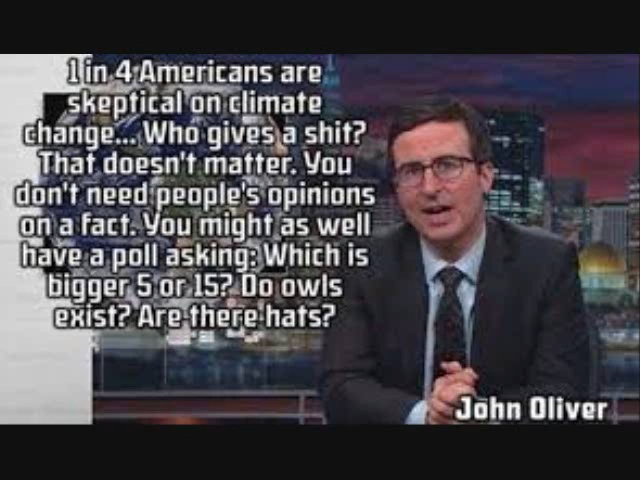 1 in 4 Americans are
skeptical on climate
change... Who gives a shit?
That doesn't matter. You
don't need people's opinions
on a fact. You might as well
have a poll asking: Which is
bigger 5 or 15? Do owls
exist? Are there hats?
John Oliver